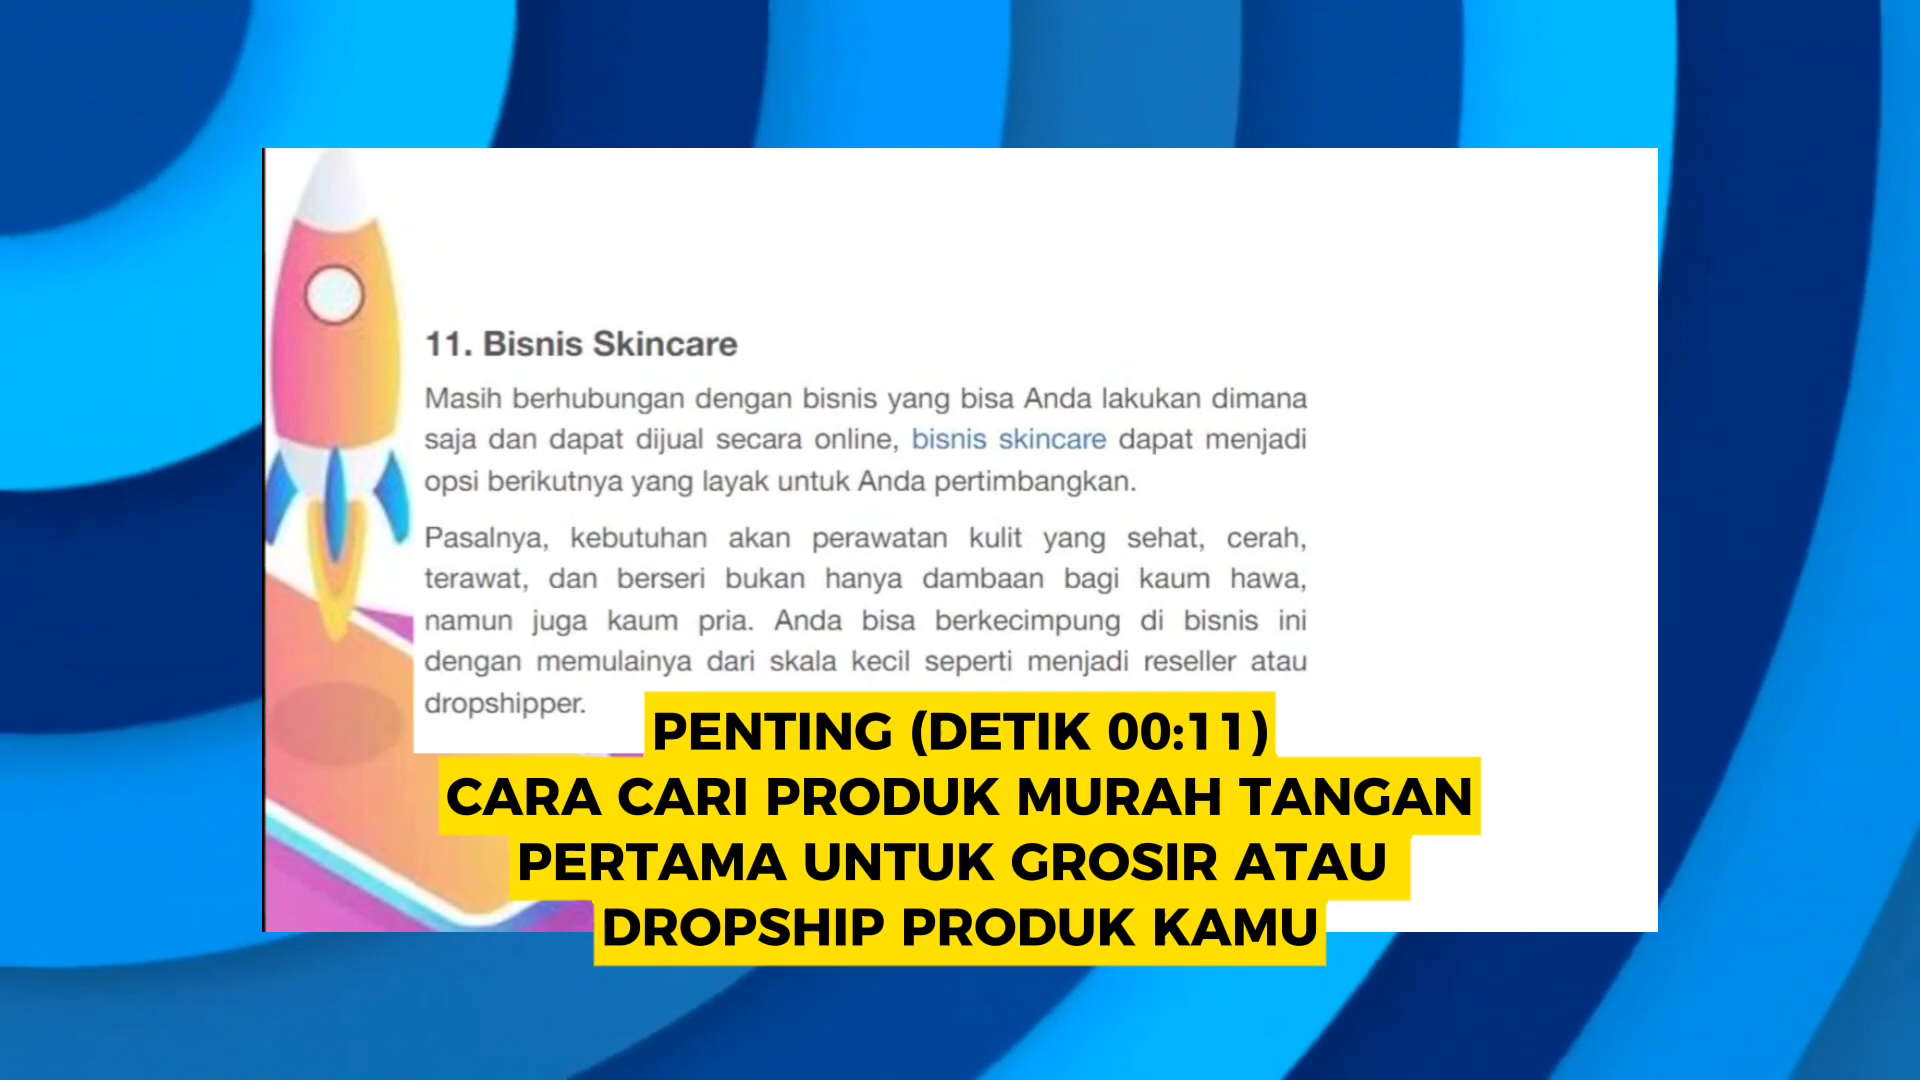 11. Bisnis Skincare
Masih berhubungan dengan bisnis yang bisa Anda lakukan dimana
saja dan dapat dijual secara online, bisnis skincare dapat menjadi
opsi berikutnya yang layak untuk Anda pertimbangkan.
Pasalnya, kebutuhan akan perawatan kulit yang sehat, cerah,
terawat, dan berseri bukan hanya dambaan bagi kaum hawa,
namun juga kaum pria. Anda bisa berkecimpung di bisnis ini
dengan memulainya dari skala kecil seperti menjadi reseller atau
dropshipper.
PENTING (DETIK 00:11)
CARA CARI PRODUK MURAH TANGAN
PERTAMA UNTUK GROSIR ATAU
DROPSHIP PRODUK KAMU